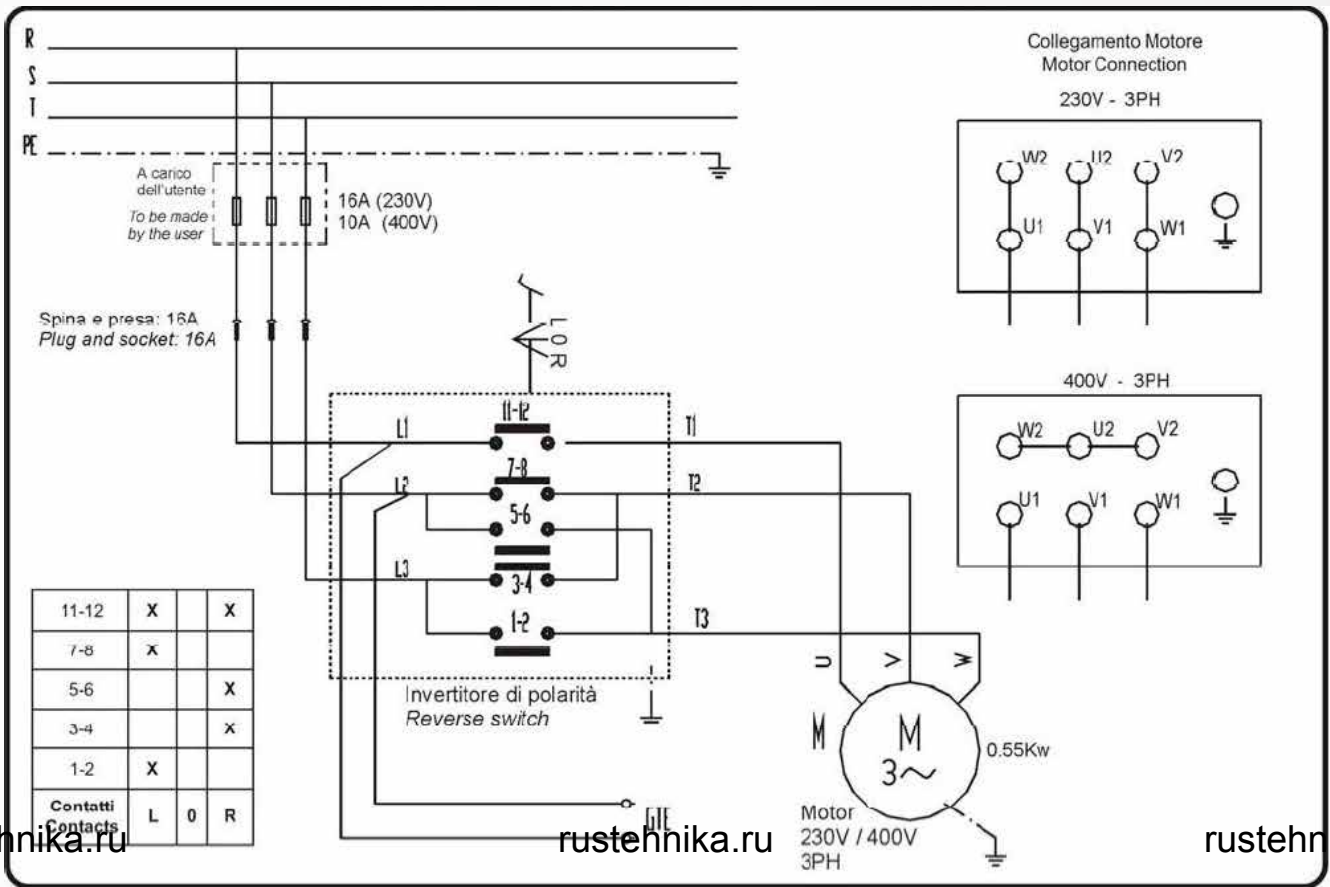 R
S
T
PE
A carico
dell'utente
To be made
by the user
16A (230V)
10A (400V)
Spina e presa: 16A
Plug and socket: 16A
L 0 R
11-12
L1
T1
7-8
L2
T2
5-6
L3
3-4
1-2
T3
Invertitore di polarità
Reverse switch
U
V
W
M
M
3~
0.55Kw
Motor
230V / 400V
3PH
Collegamento Motore
Motor Connection
230V - 3PH
W2 U2 V2
U1 V1 W1
400V - 3PH
W2 U2 V2
U1 V1 W1
11-12 X X
7-8 X
5-6 X
3-4 X
1-2 X
Contatti
Contacts L 0 R
hnika.ru
rustehnika.ru
rustehn